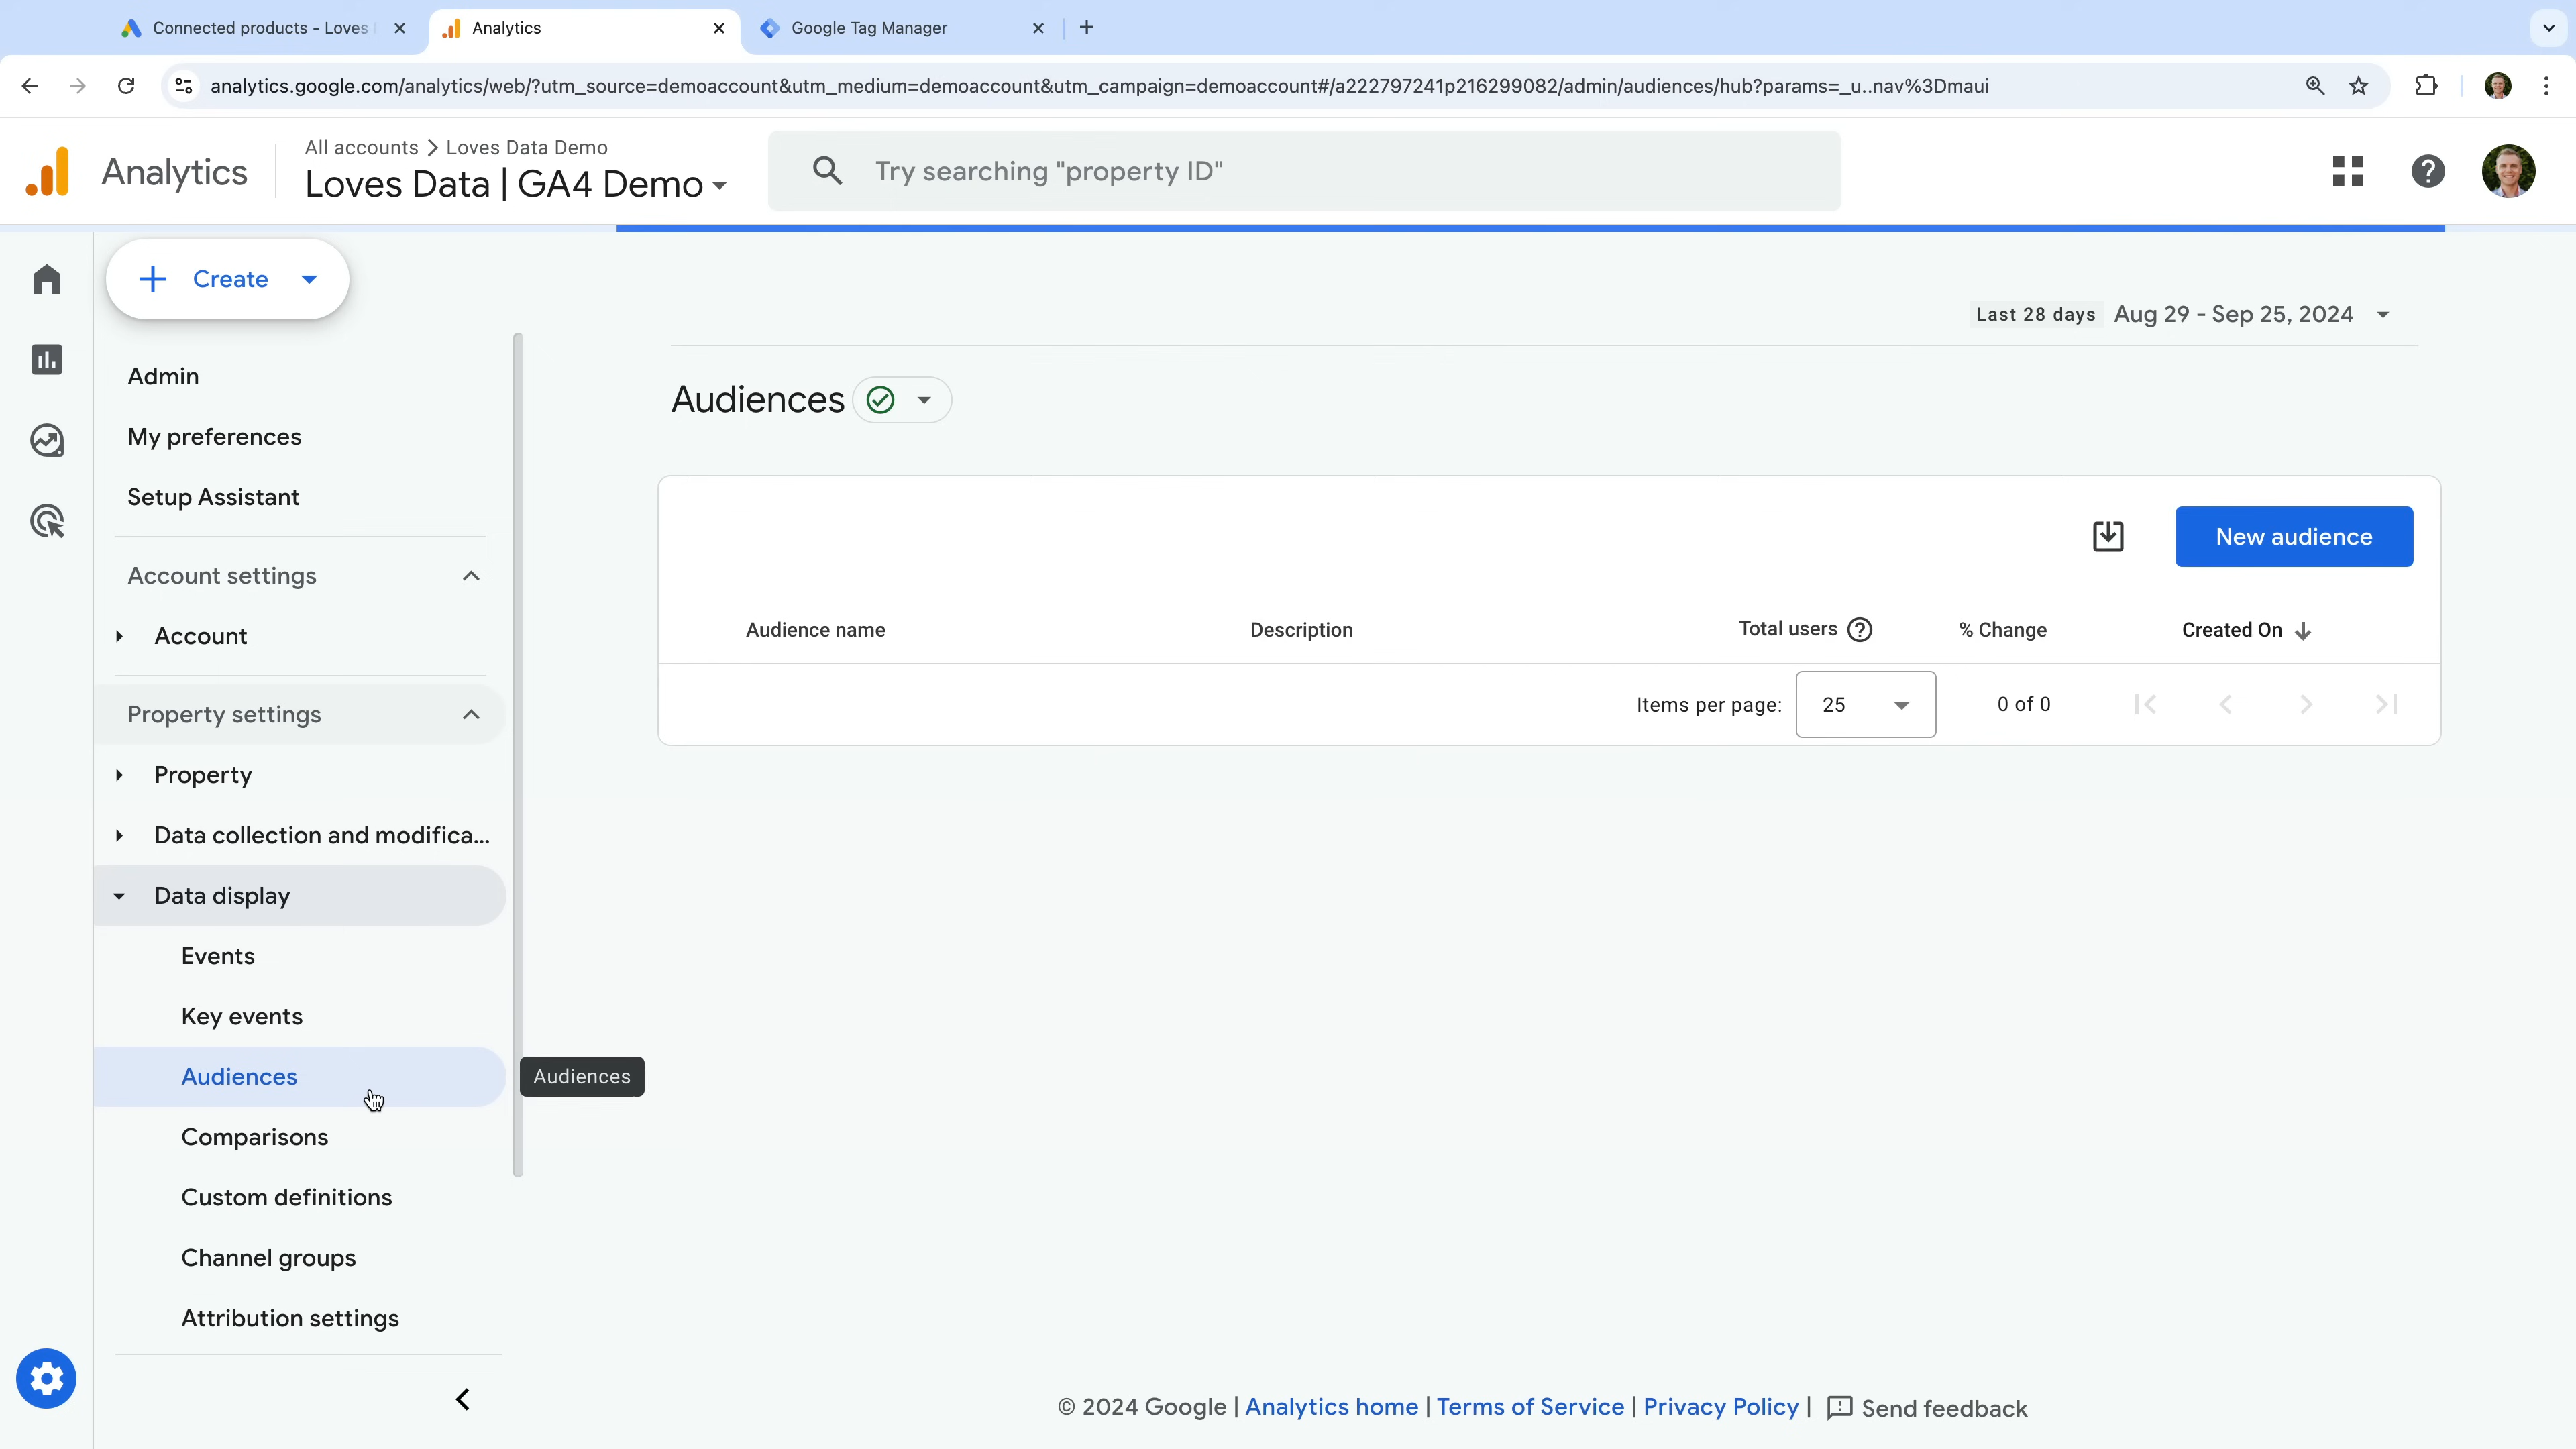 Connected products - Loves
Analytics
Google Tag Manager
analytics.google.com/analytics/web/?utm_source=demoaccount&utm_medium=demoaccount&utm_campaign=demoaccount#/a222797241p216299082/admin/audiences/hub?params=_u..nav%3Dmaui
Analytics
All accounts > Loves Data Demo
Loves Data | GA4 Demo
Try searching "property ID"
Create
Last 28 days Aug 29 - Sep 25, 2024
Admin
My preferences
Setup Assistant
Account settings
Account
Property settings
Property
Data collection and modifica...
Data display
Events
Key events
Audiences
Audiences
Comparisons
Custom definitions
Channel groups
Attribution settings
Audiences
New audience
Audience name Description Total users % Change Created On
Items per page: 25 0 of 0
© 2024 Google | Analytics home | Terms of Service | Privacy Policy | Send feedback